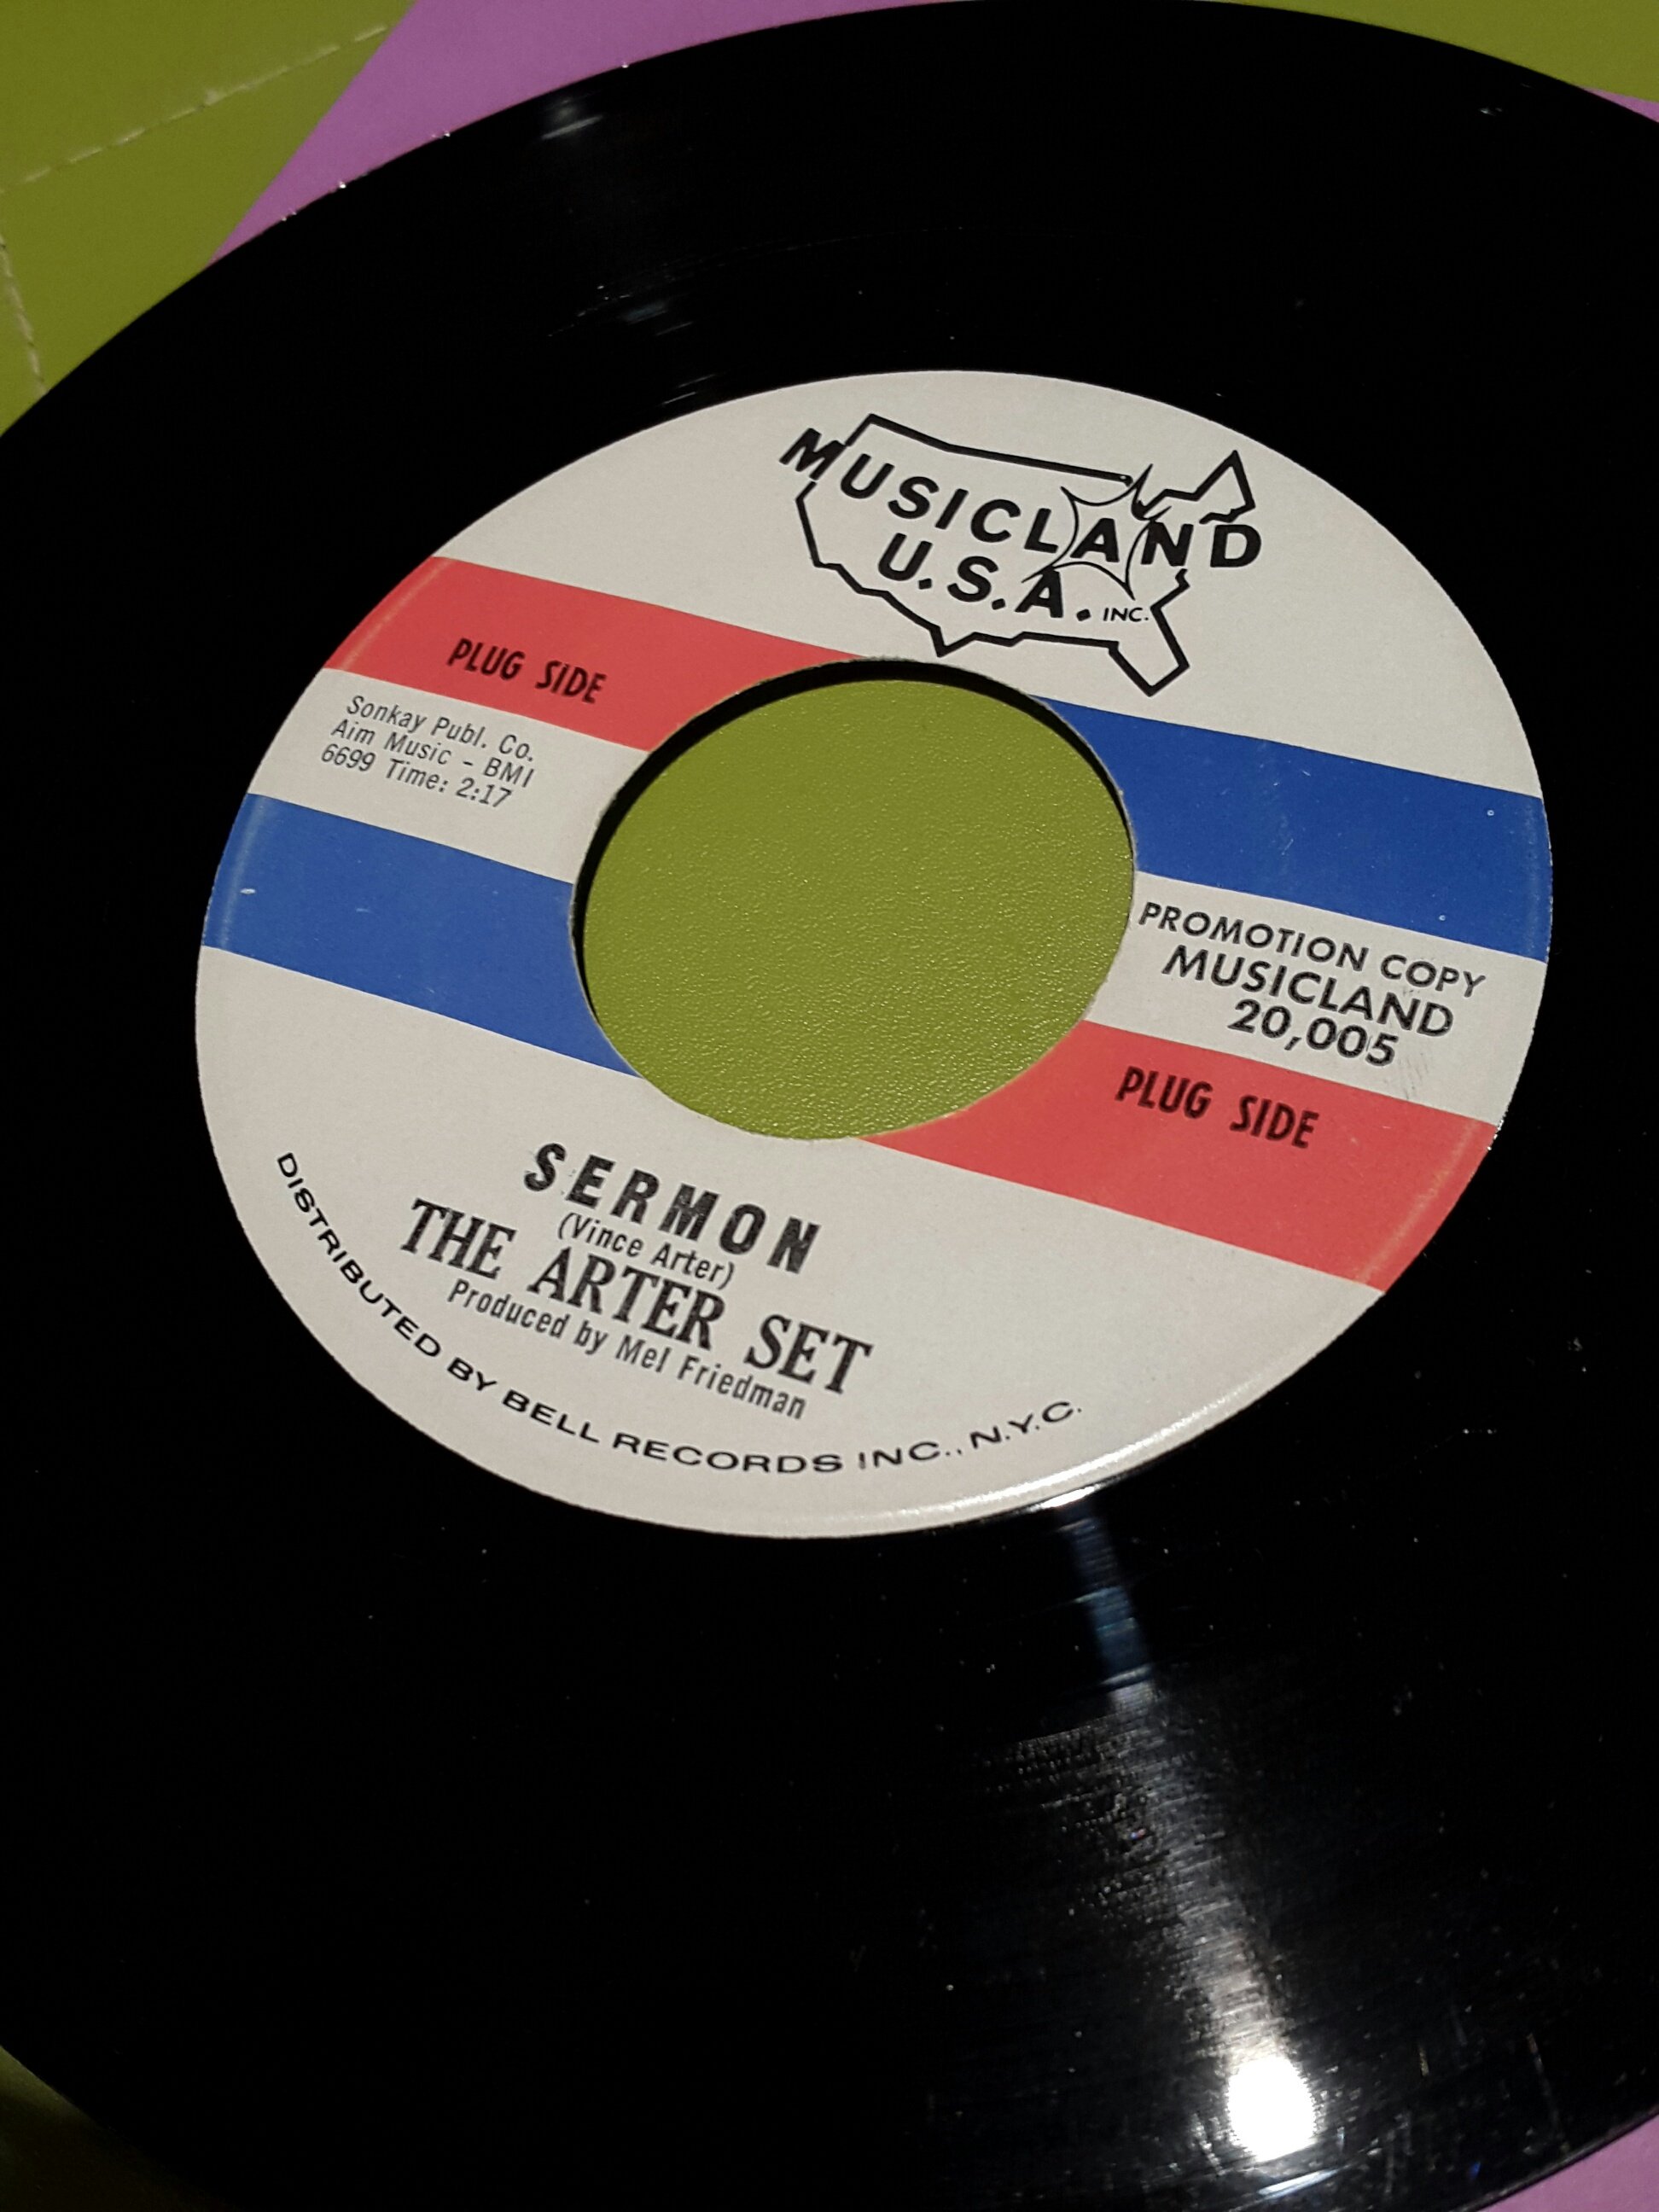 MUSICLAND
U.S.A. INC.
PLUG SIDE
Sonkay Publ. Co.
Aim Music - BMI
6699 Time: 2:17
PROMOTION COPY
MUSICLAND
20,005
PLUG SIDE
SERMON
(Vince Arter)
THE ARTER SET
Produced by Mel Friedman
DISTRIBUTED BY BELL RECORDS INC., N.Y.C.